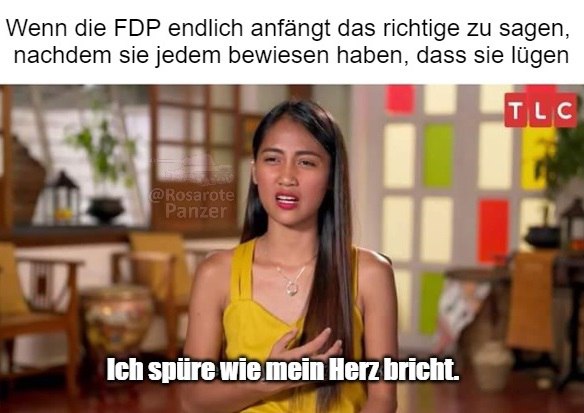 Wenn die FDP endlich anfängt das richtige zu sagen,
nachdem sie jedem bewiesen haben, dass sie lügen
TLC
@Rosarote
Panzer
Ich spüre wie mein Herz bricht.